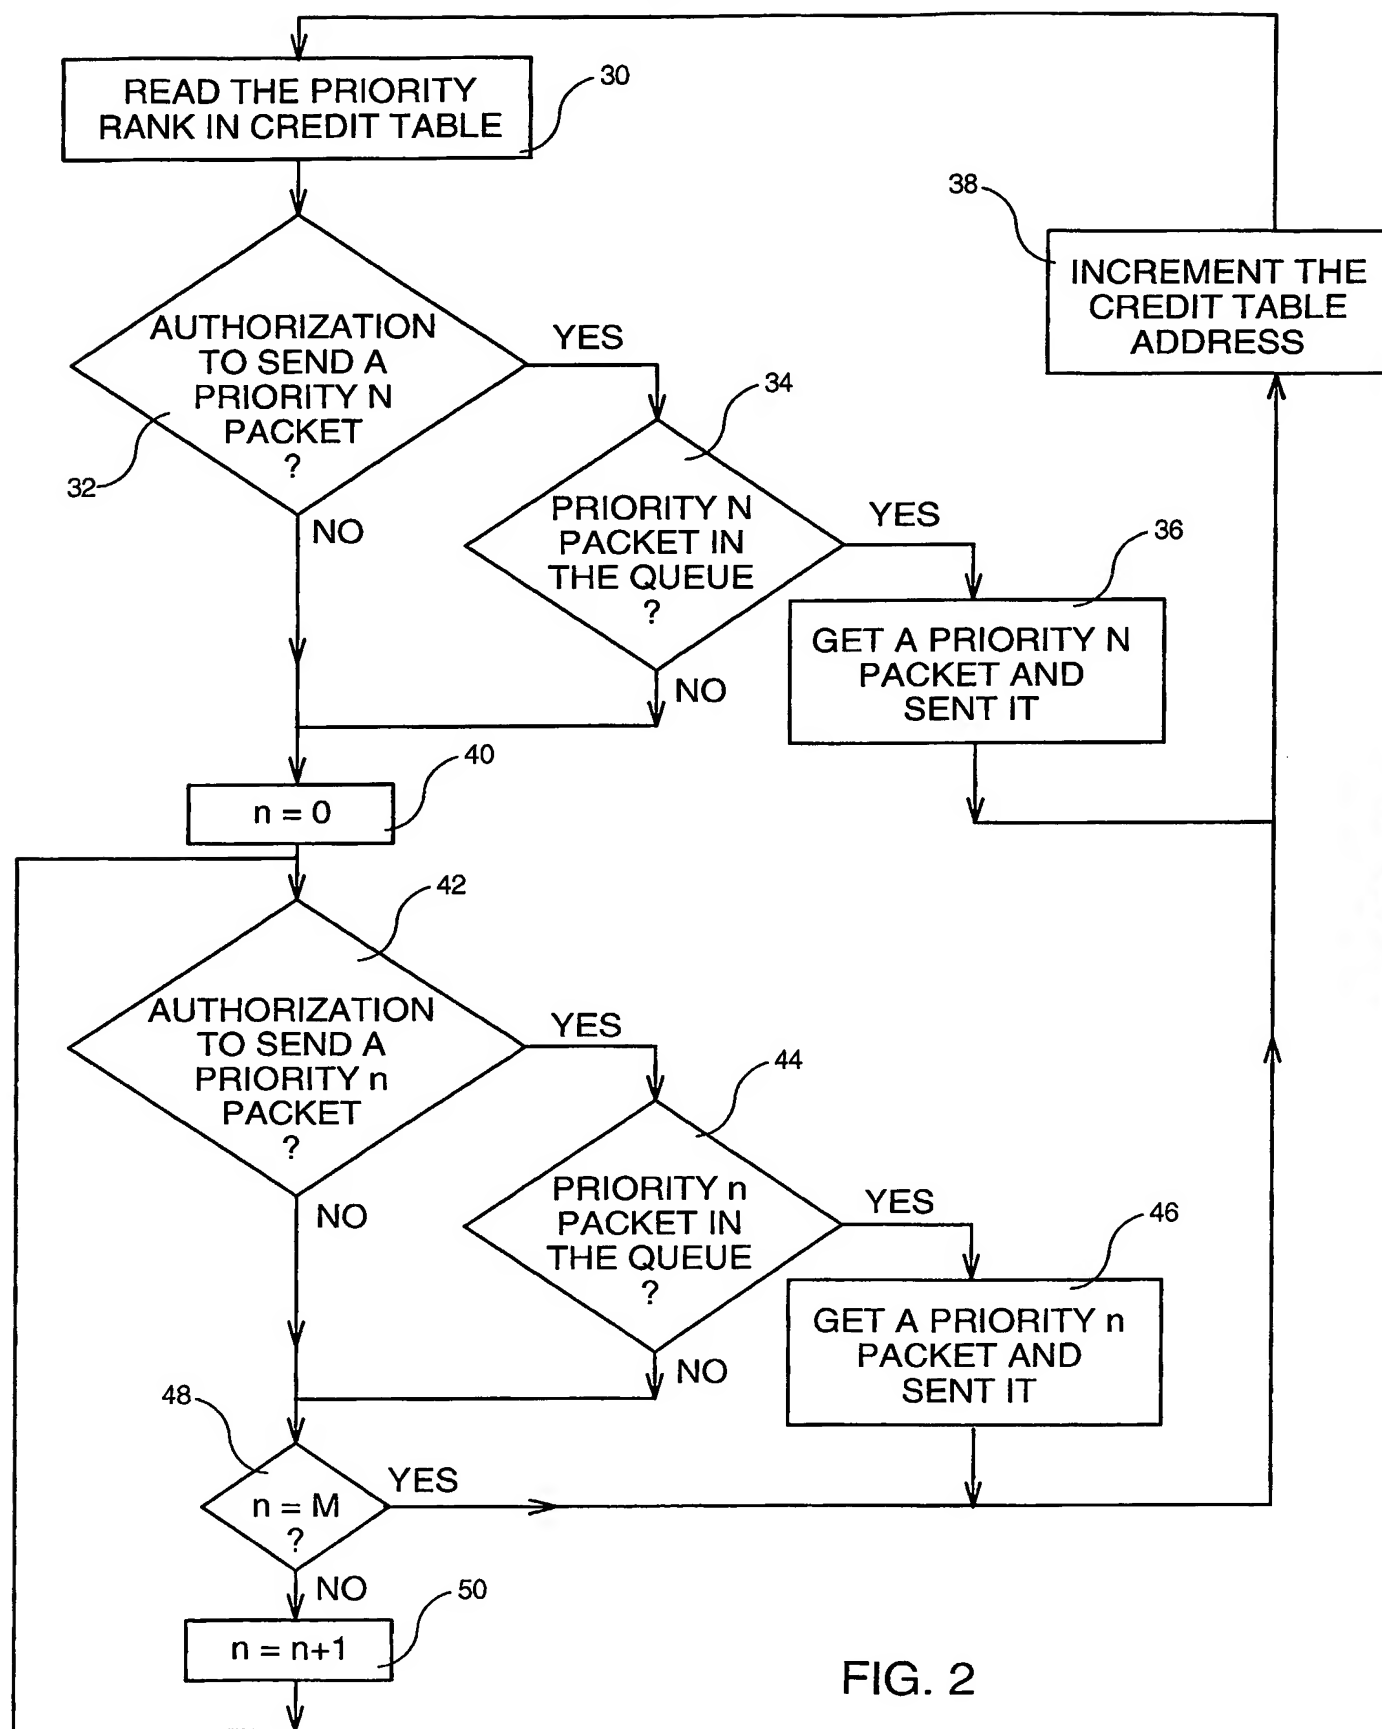 READ THE PRIORITY
RANK IN CREDIT TABLE
30
38
INCREMENT THE
CREDIT TABLE
ADDRESS
AUTHORIZATION
TO SEND A
PRIORITY N
PACKET
?
32
YES
NO
34
PRIORITY N
PACKET IN
THE QUEUE
?
YES
NO
36
GET A PRIORITY N
PACKET AND
SENT IT
40
n = 0
42
AUTHORIZATION
TO SEND A
PRIORITY n
PACKET
?
YES
NO
44
PRIORITY n
PACKET IN
THE QUEUE
?
YES
NO
46
GET A PRIORITY n
PACKET AND
SENT IT
48
n = M
?
YES
NO
50
n = n+1
FIG. 2